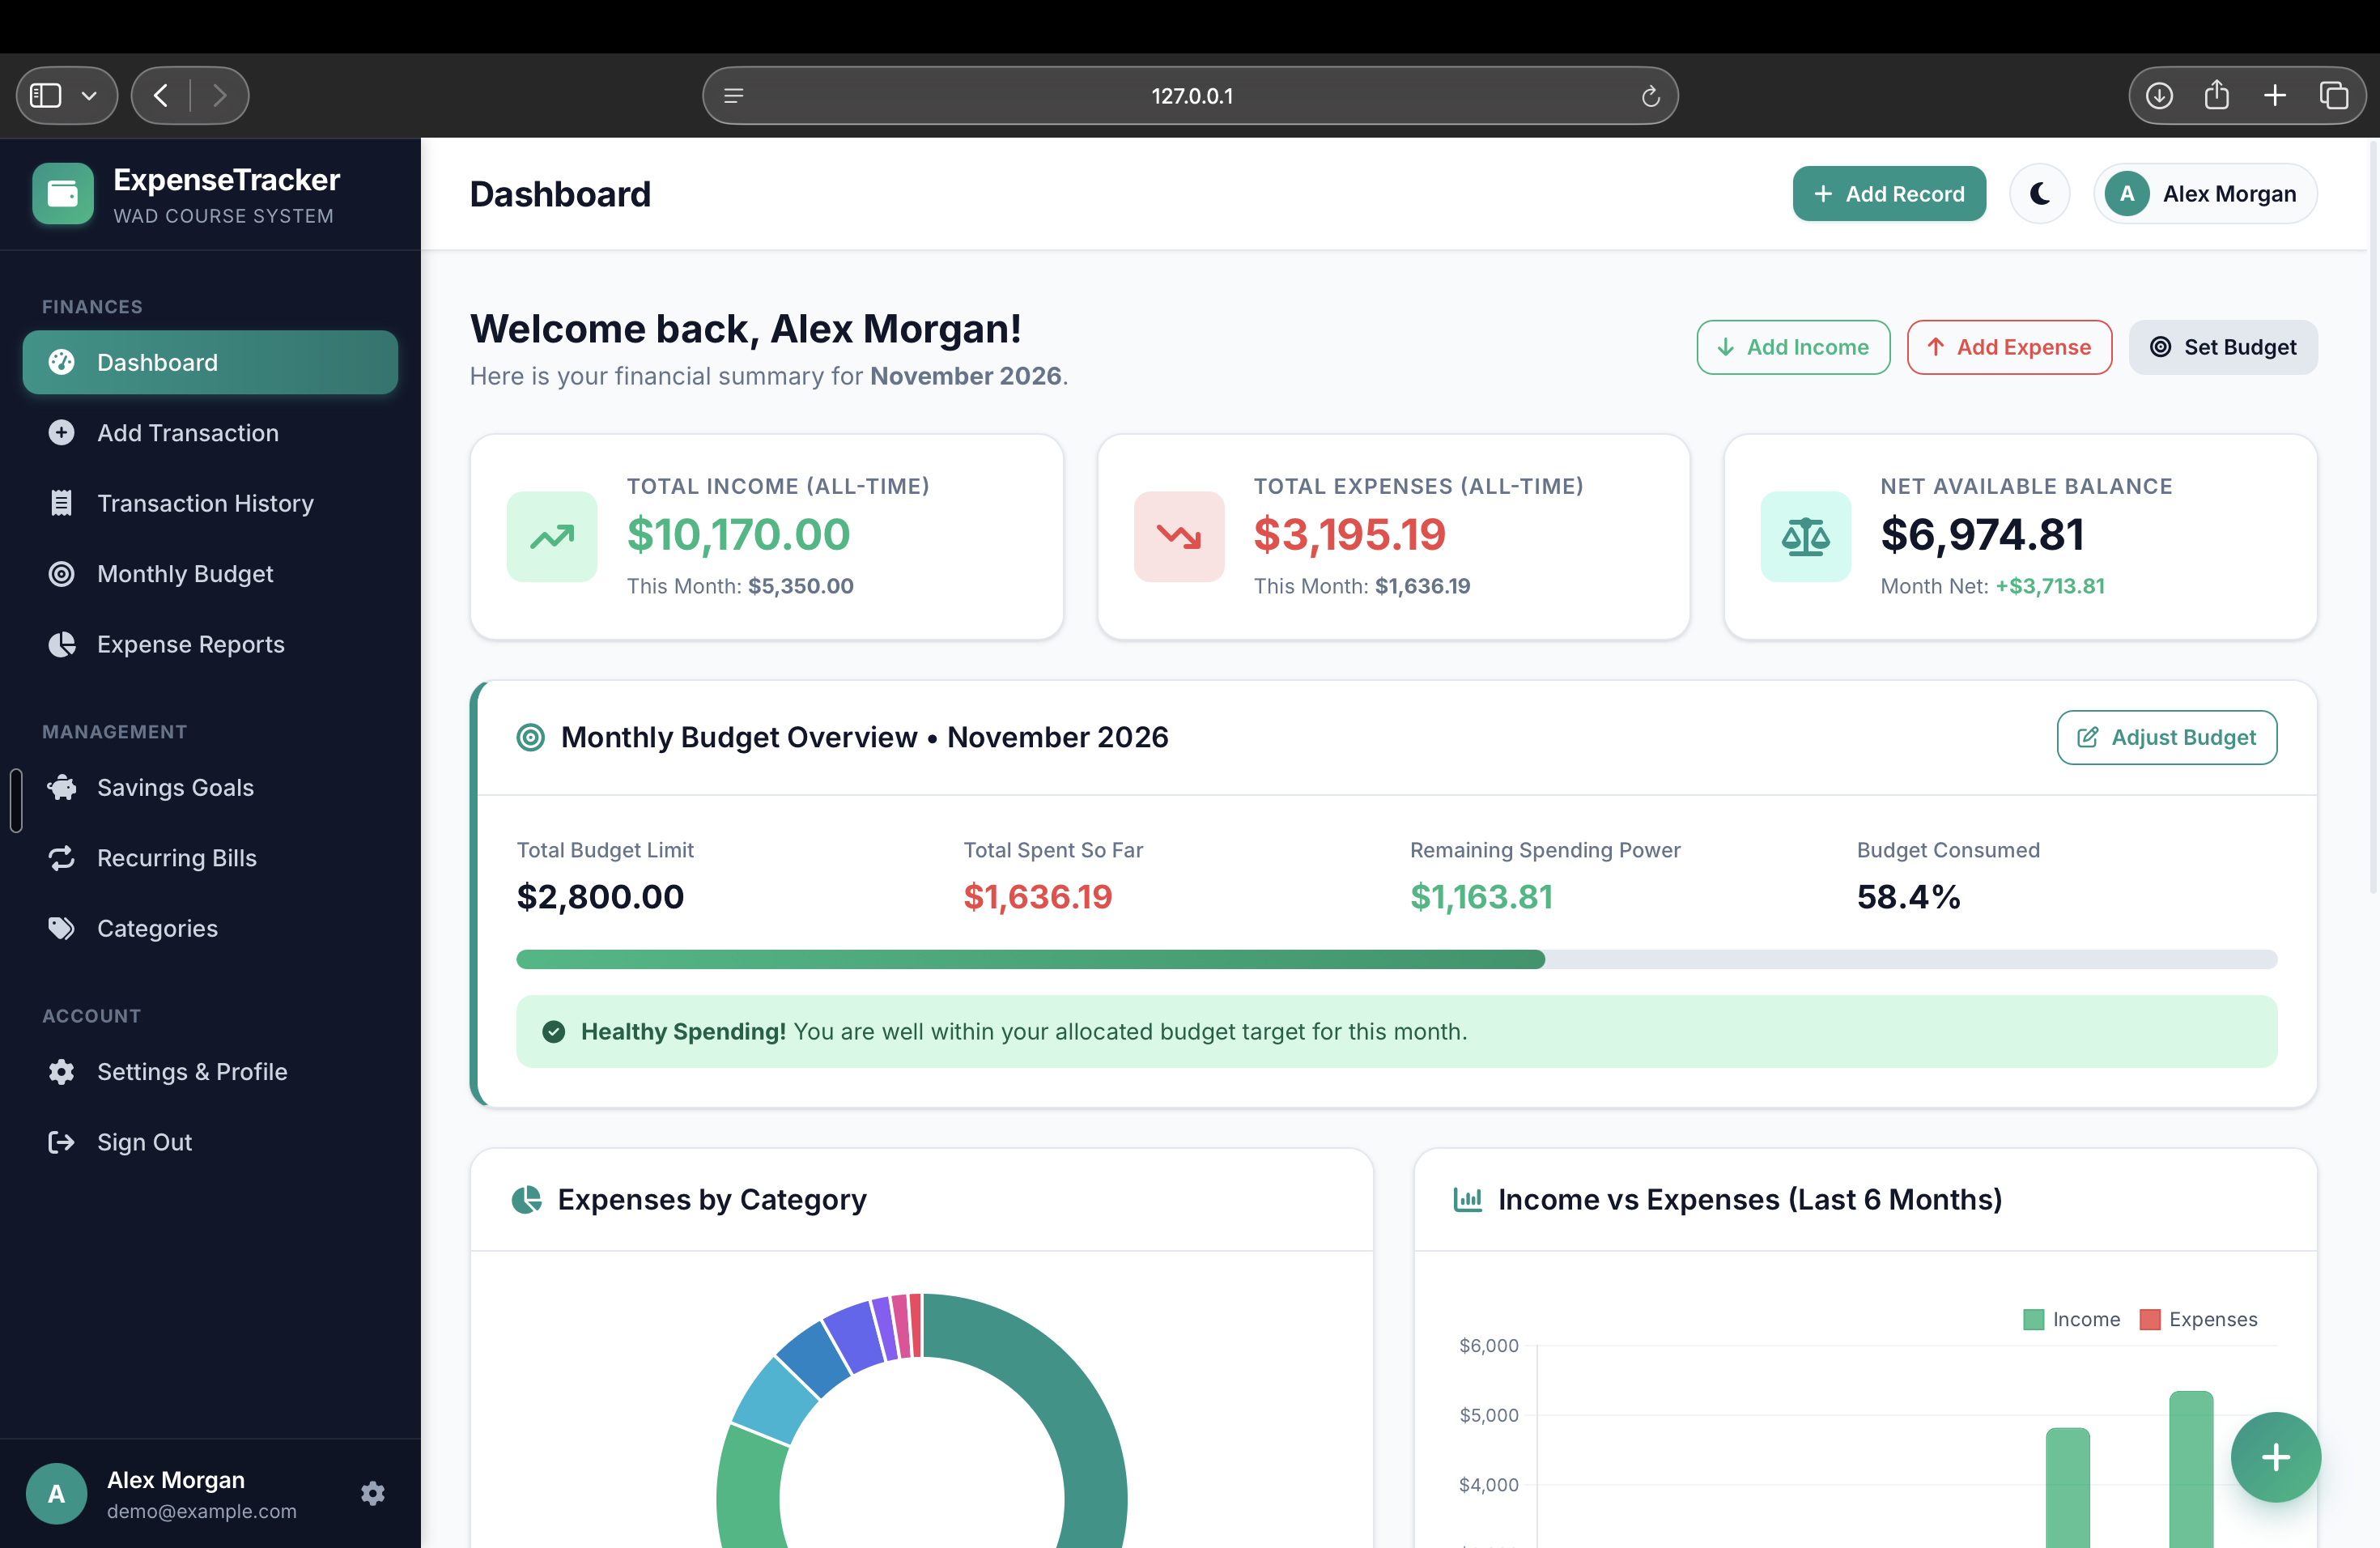 127.0.0.1
ExpenseTracker
WAD COURSE SYSTEM
FINANCES
Dashboard
Add Transaction
Transaction History
Monthly Budget
Expense Reports
MANAGEMENT
Savings Goals
Recurring Bills
Categories
ACCOUNT
Settings & Profile
Sign Out
A
Alex Morgan
demo@example.com
Dashboard
+ Add Record
A Alex Morgan
Welcome back, Alex Morgan!
Here is your financial summary for November 2026.
Add Income
Add Expense
Set Budget
TOTAL INCOME (ALL-TIME)
$10,170.00
This Month: $5,350.00
TOTAL EXPENSES (ALL-TIME)
$3,195.19
This Month: $1,636.19
NET AVAILABLE BALANCE
$6,974.81
Month Net: +$3,713.81
Monthly Budget Overview • November 2026
Adjust Budget
Total Budget Limit
$2,800.00
Total Spent So Far
$1,636.19
Remaining Spending Power
$1,163.81
Budget Consumed
58.4%
Healthy Spending! You are well within your allocated budget target for this month.
Expenses by Category
Income vs Expenses (Last 6 Months)
Income
Expenses
$6,000
$5,000
$4,000